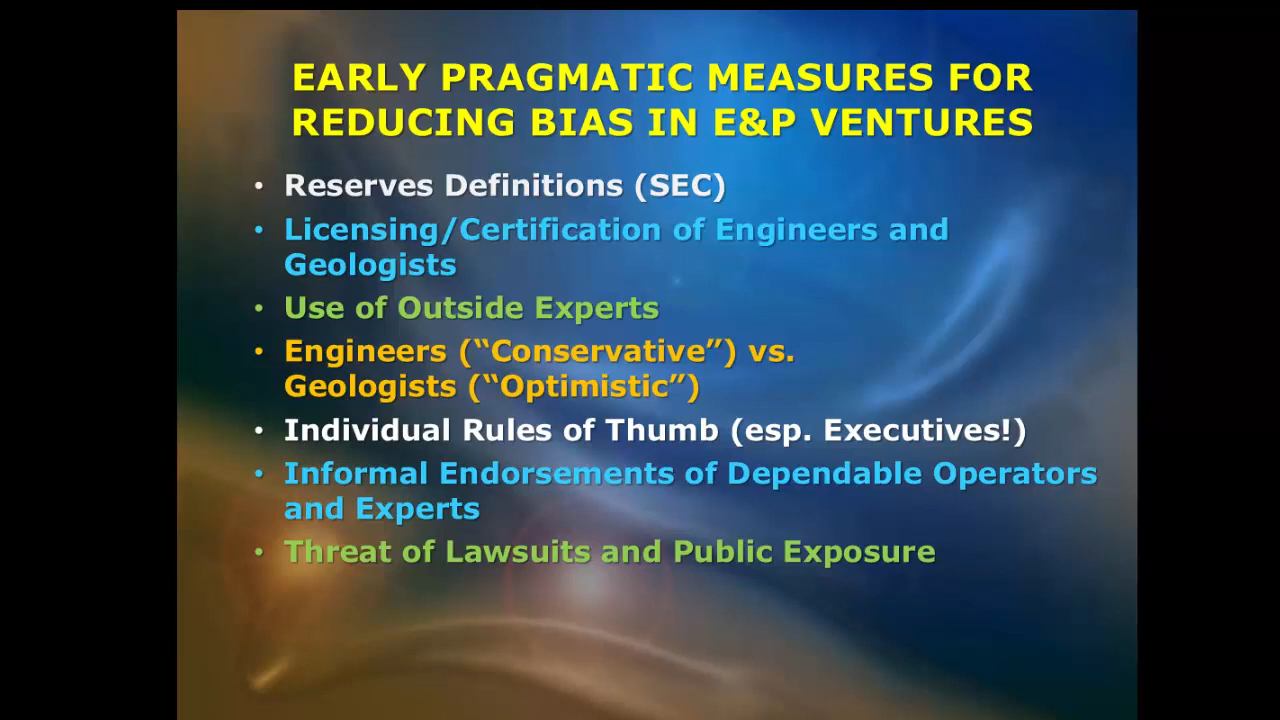 EARLY PRAGMATIC MEASURES FOR
REDUCING BIAS IN E&P VENTURES
• Reserves Definitions (SEC)
• Licensing/Certification of Engineers and
Geologists
• Use of Outside Experts
• Engineers (“Conservative”) vs.
Geologists (“Optimistic”)
• Individual Rules of Thumb (esp. Executives!)
• Informal Endorsements of Dependable Operators
and Experts
• Threat of Lawsuits and Public Exposure